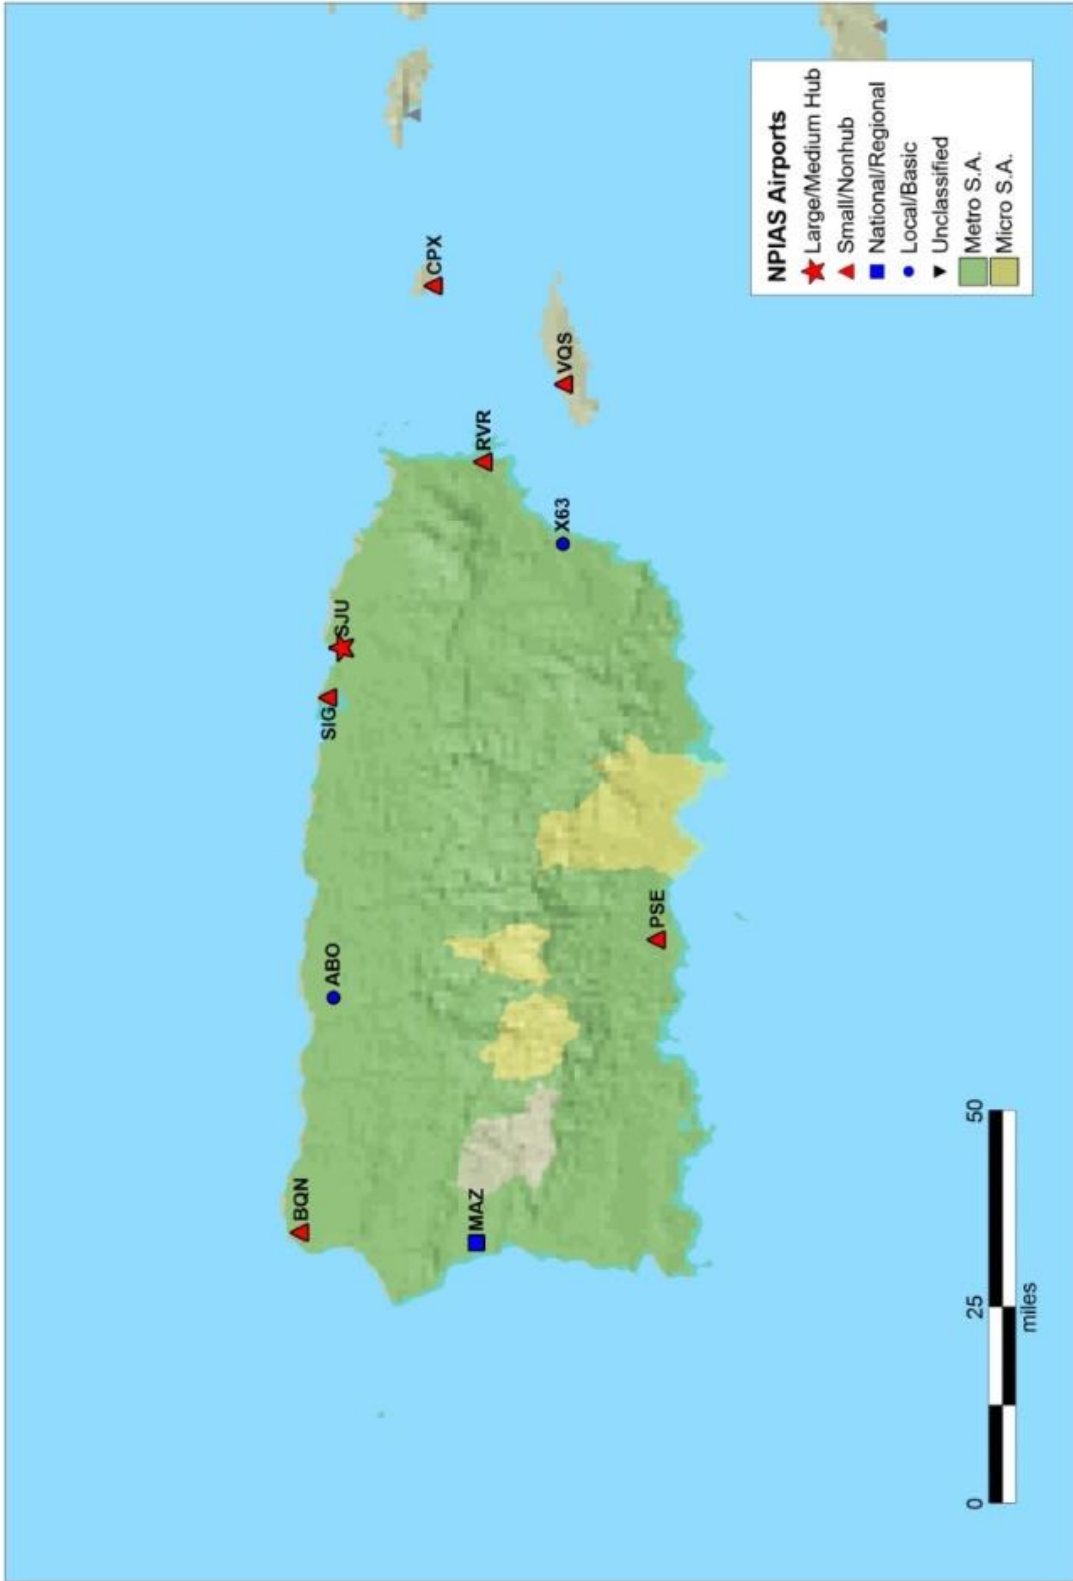 BQN
ABO
SIG
SJU
CPX
MAZ
RVR
VQS
X63
PSE
NPIAS Airports
Large/Medium Hub
Small/Nonhub
National/Regional
Local/Basic
Unclassified
Metro S.A.
Micro S.A.
0 25 50
miles